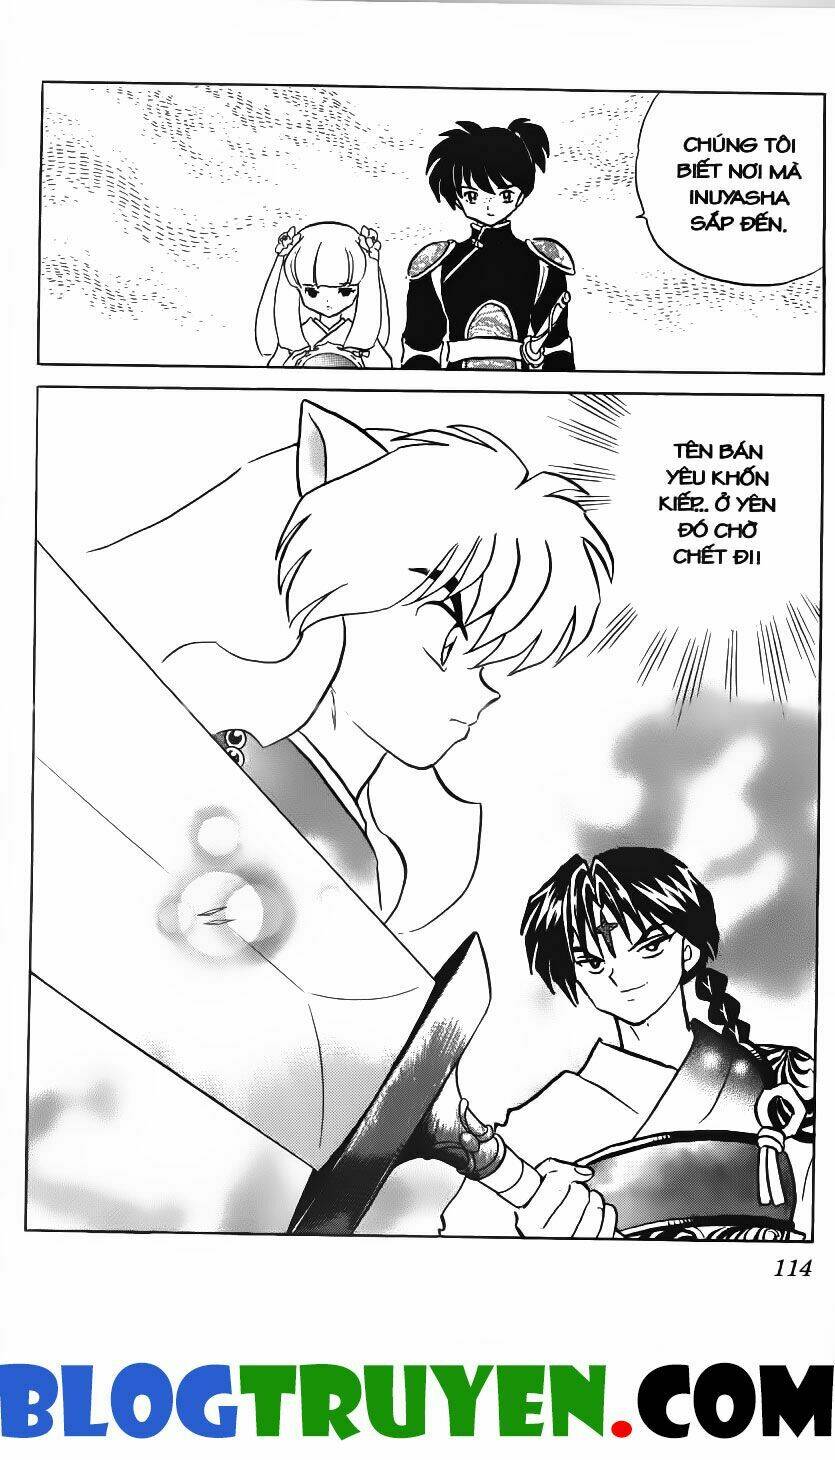 CHÚNG TÔI
BIẾT NƠI MÀ
INUYASHA
SẮP ĐẾN.
TÊN BÁN
YÊU KHỐN
KIẾP... Ở YÊN
ĐÓ CHỜ
CHẾT ĐI!
114
BLOGTRUYEN.COM